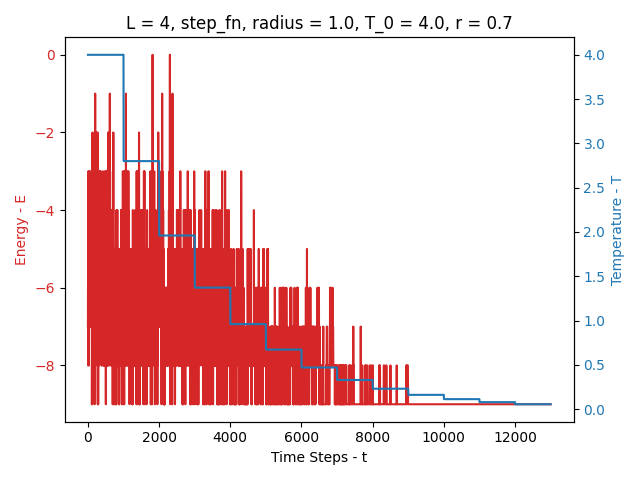 L = 4, step_fn, radius = 1.0, T_0 = 4.0, r = 0.7
Energy - E
0
−2
−4
−6
−8
Temperature - T
4.0
3.5
3.0
2.5
2.0
1.5
1.0
0.5
0.0
0 2000 4000 6000 8000 10000 12000
Time Steps - t